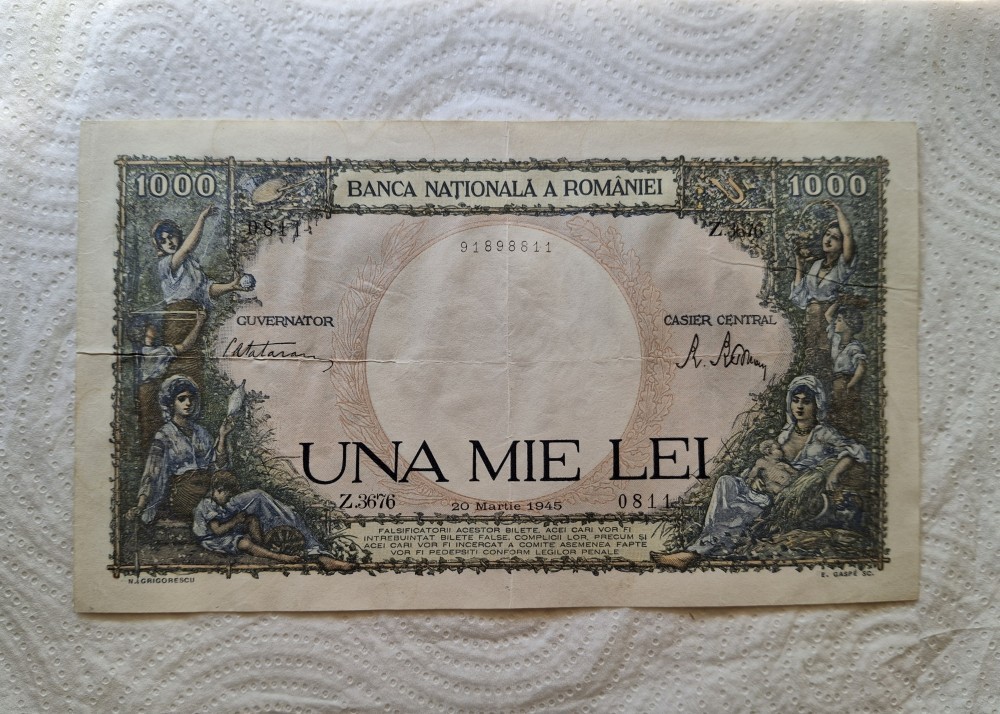 1000 BANCA NAȚIONALĂ A ROMÂNIEI 1000
0811 Z.3676
91898811
GUVERNATOR CASIER CENTRAL
UNA MIE LEI
Z.3676 20 Martie 1945 0811
FALSIFICATORII ACESTOR BILETE, ACEI CARI VOR FI
INTREBUINȚAT BILETE FALSE, COMPLICII LOR, PRECUM ȘI
ACEI CARI VOR FI INCERCAT A COMITE ASEMENEA FAPTE
VOR FI PEDEPSIȚI CONFORM LEGILOR PENALE
N. GRIGORESCU E. GASPÉ SC.